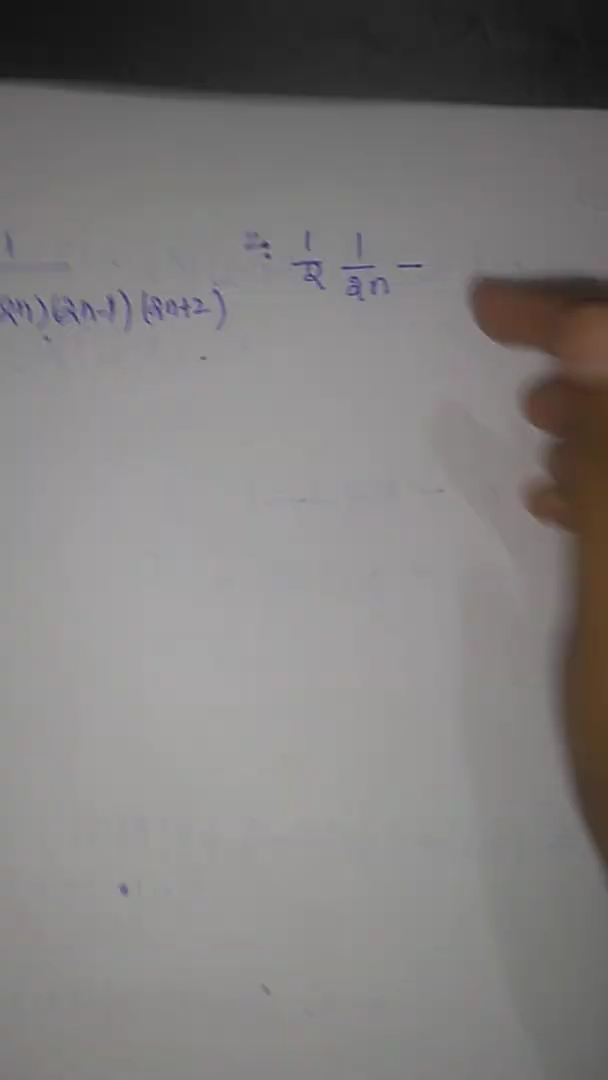 1/(2n)(2n-1)(2n+2) = 1/2 1/2n -